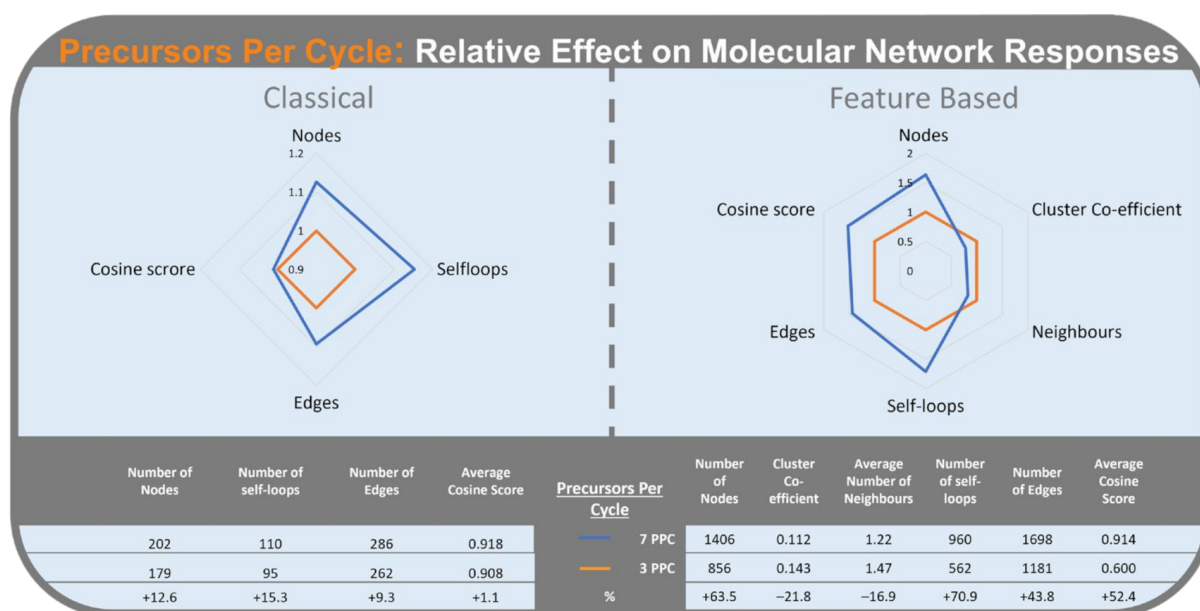 Precursors Per Cycle: Relative Effect on Molecular Network Responses
Classical
Nodes
1.2
1.1
1
0.9
Cosine scrore
Selfloops
Edges
Feature Based
Nodes
2
1.5
1
0.5
0
Cosine score
Cluster Co-efficient
Edges
Neighbours
Self-loops
Number of Nodes
Number of self-loops
Number of Edges
Average Cosine Score
Precursors Per Cycle
Number of Nodes
Cluster Co-efficient
Average Number of Neighbours
Number of self-loops
Number of Edges
Average Cosine Score
202 110 286 0.918 7 PPC 1406 0.112 1.22 960 1698 0.914
179 95 262 0.908 3 PPC 856 0.143 1.47 562 1181 0.600
+12.6 +15.3 +9.3 +1.1 % +63.5 −21.8 −16.9 +70.9 +43.8 +52.4